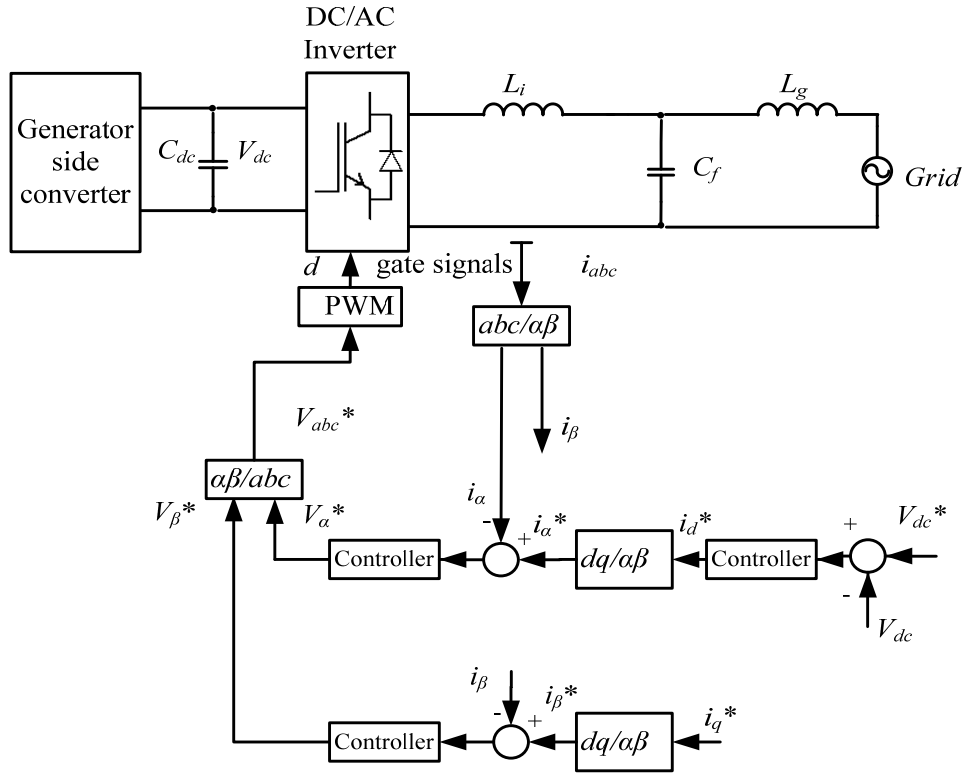 DC/AC
Inverter
Generator
side
converter
C_dc
V_dc
L_i
L_g
C_f
Grid
d
gate signals
i_abc
PWM
abc/αβ
V_abc*
i_β
αβ/abc
i_α
V_β*
V_α*
-
+
i_α*
i_d*
+
V_dc*
Controller
dq/αβ
Controller
-
V_dc
i_β
-
+
i_β*
i_q*
Controller
dq/αβ